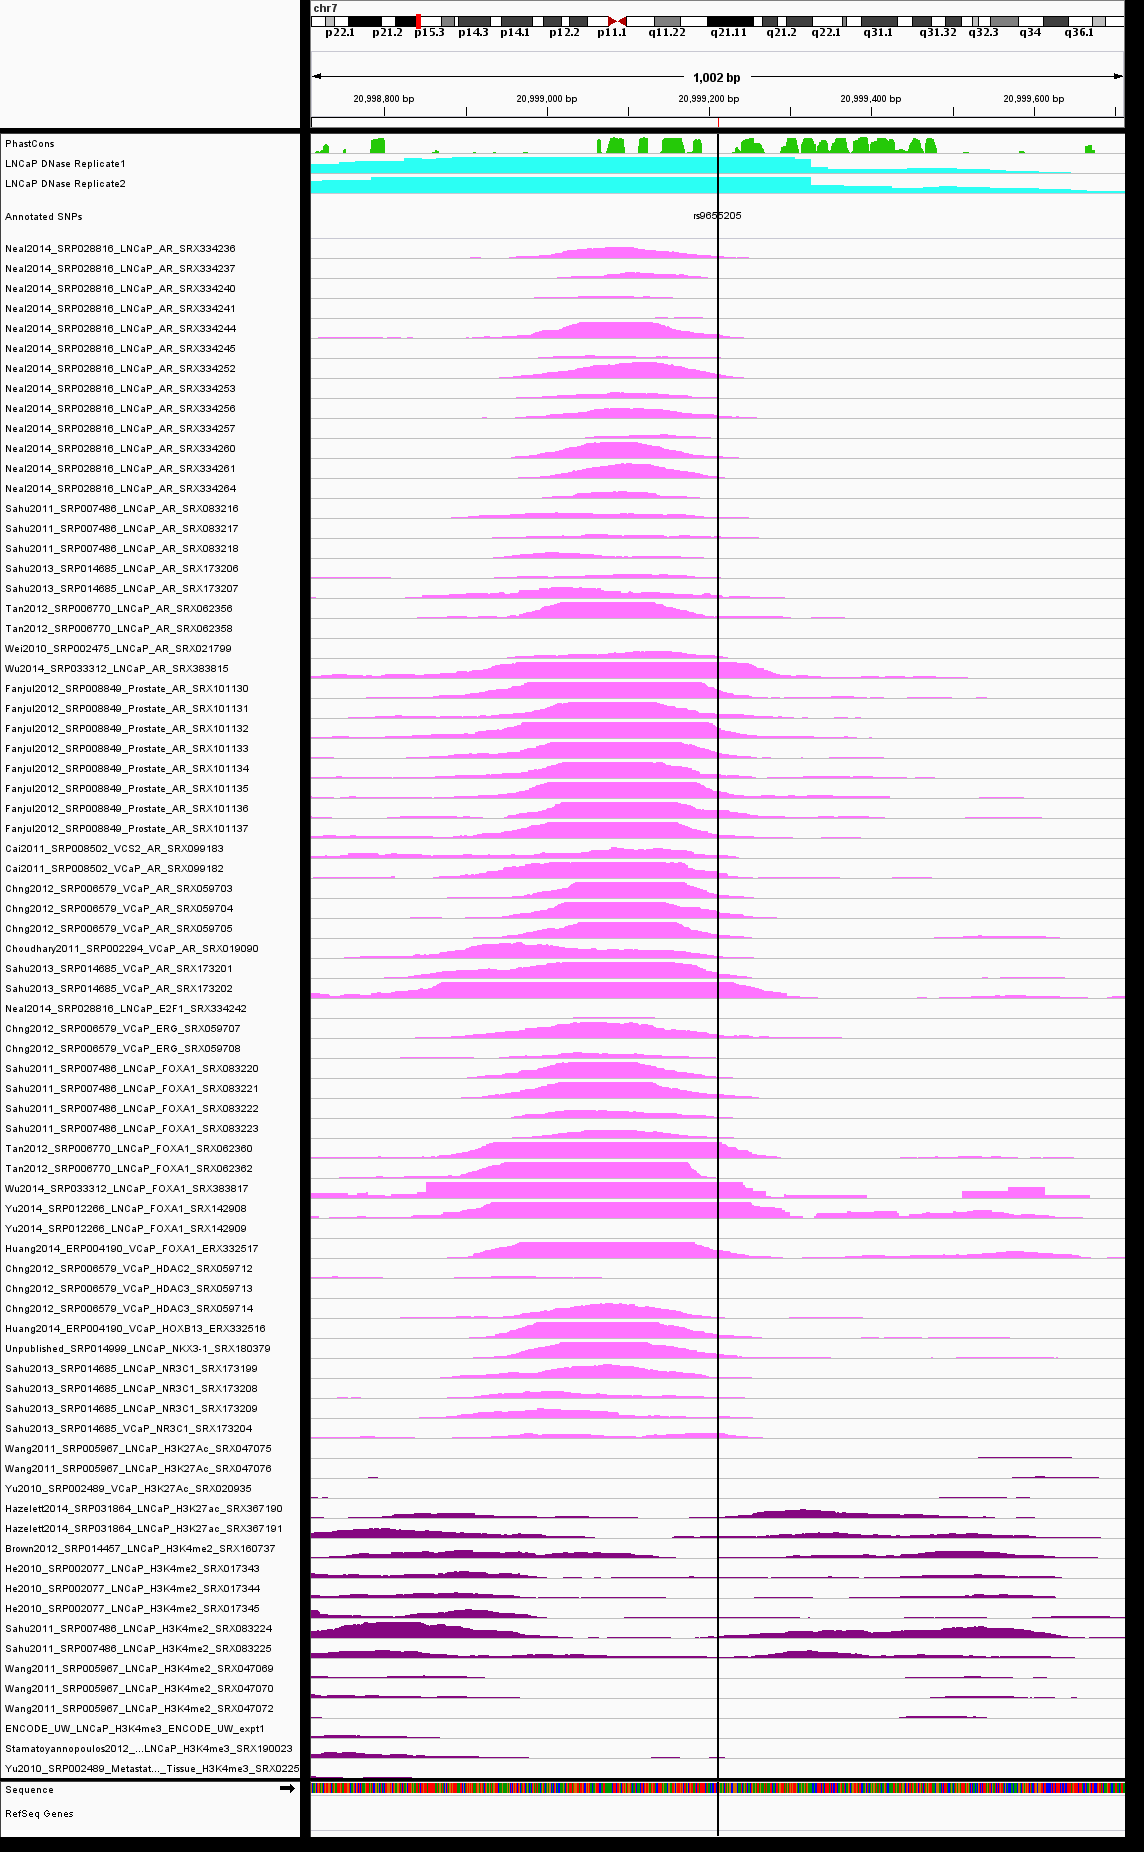 chr7
p22.1 p21.2 p15.3 p14.3 p14.1 p12.2 p11.1 q11.22 q21.11 q21.2 q22.1 q31.1 q31.32 q32.3 q34 q36.1
1,002 bp
20,998,800 bp 20,999,000 bp 20,999,200 bp 20,999,400 bp 20,999,600 bp
PhastCons
LNCaP DNase Replicate1
LNCaP DNase Replicate2
Annotated SNPs rs9655205
Neal2014_SRP028816_LNCaP_AR_SRX334236
Neal2014_SRP028816_LNCaP_AR_SRX334237
Neal2014_SRP028816_LNCaP_AR_SRX334240
Neal2014_SRP028816_LNCaP_AR_SRX334241
Neal2014_SRP028816_LNCaP_AR_SRX334244
Neal2014_SRP028816_LNCaP_AR_SRX334245
Neal2014_SRP028816_LNCaP_AR_SRX334252
Neal2014_SRP028816_LNCaP_AR_SRX334253
Neal2014_SRP028816_LNCaP_AR_SRX334256
Neal2014_SRP028816_LNCaP_AR_SRX334257
Neal2014_SRP028816_LNCaP_AR_SRX334260
Neal2014_SRP028816_LNCaP_AR_SRX334261
Neal2014_SRP028816_LNCaP_AR_SRX334264
Sahu2011_SRP007486_LNCaP_AR_SRX083216
Sahu2011_SRP007486_LNCaP_AR_SRX083217
Sahu2011_SRP007486_LNCaP_AR_SRX083218
Sahu2013_SRP014685_LNCaP_AR_SRX173206
Sahu2013_SRP014685_LNCaP_AR_SRX173207
Tan2012_SRP006770_LNCaP_AR_SRX062356
Tan2012_SRP006770_LNCaP_AR_SRX062358
Wei2010_SRP002475_LNCaP_AR_SRX021799
Wu2014_SRP033312_LNCaP_AR_SRX383815
Fanjul2012_SRP008849_Prostate_AR_SRX101130
Fanjul2012_SRP008849_Prostate_AR_SRX101131
Fanjul2012_SRP008849_Prostate_AR_SRX101132
Fanjul2012_SRP008849_Prostate_AR_SRX101133
Fanjul2012_SRP008849_Prostate_AR_SRX101134
Fanjul2012_SRP008849_Prostate_AR_SRX101135
Fanjul2012_SRP008849_Prostate_AR_SRX101136
Fanjul2012_SRP008849_Prostate_AR_SRX101137
Cai2011_SRP008502_VCS2_AR_SRX099183
Cai2011_SRP008502_VCaP_AR_SRX099182
Chng2012_SRP006579_VCaP_AR_SRX059703
Chng2012_SRP006579_VCaP_AR_SRX059704
Chng2012_SRP006579_VCaP_AR_SRX059705
Choudhary2011_SRP002294_VCaP_AR_SRX019090
Sahu2013_SRP014685_VCaP_AR_SRX173201
Sahu2013_SRP014685_VCaP_AR_SRX173202
Neal2014_SRP028816_LNCaP_E2F1_SRX334242
Chng2012_SRP006579_VCaP_ERG_SRX059707
Chng2012_SRP006579_VCaP_ERG_SRX059708
Sahu2011_SRP007486_LNCaP_FOXA1_SRX083220
Sahu2011_SRP007486_LNCaP_FOXA1_SRX083221
Sahu2011_SRP007486_LNCaP_FOXA1_SRX083222
Sahu2011_SRP007486_LNCaP_FOXA1_SRX083223
Tan2012_SRP006770_LNCaP_FOXA1_SRX062360
Tan2012_SRP006770_LNCaP_FOXA1_SRX062362
Wu2014_SRP033312_LNCaP_FOXA1_SRX383817
Yu2014_SRP012266_LNCaP_FOXA1_SRX142908
Yu2014_SRP012266_LNCaP_FOXA1_SRX142909
Huang2014_ERP004190_VCaP_FOXA1_ERX332517
Chng2012_SRP006579_VCaP_HDAC2_SRX059712
Chng2012_SRP006579_VCaP_HDAC3_SRX059713
Chng2012_SRP006579_VCaP_HDAC3_SRX059714
Huang2014_ERP004190_VCaP_HOXB13_ERX332516
Unpublished_SRP014999_LNCaP_NKX3-1_SRX180379
Sahu2013_SRP014685_LNCaP_NR3C1_SRX173199
Sahu2013_SRP014685_LNCaP_NR3C1_SRX173208
Sahu2013_SRP014685_LNCaP_NR3C1_SRX173209
Sahu2013_SRP014685_VCaP_NR3C1_SRX173204
Wang2011_SRP005967_LNCaP_H3K27Ac_SRX047075
Wang2011_SRP005967_LNCaP_H3K27Ac_SRX047076
Yu2010_SRP002489_VCaP_H3K27Ac_SRX020935
Hazelett2014_SRP031864_LNCaP_H3K27ac_SRX367190
Hazelett2014_SRP031864_LNCaP_H3K27ac_SRX367191
Brown2012_SRP014457_LNCaP_H3K4me2_SRX160737
He2010_SRP002077_LNCaP_H3K4me2_SRX017343
He2010_SRP002077_LNCaP_H3K4me2_SRX017344
He2010_SRP002077_LNCaP_H3K4me2_SRX017345
Sahu2011_SRP007486_LNCaP_H3K4me2_SRX083224
Sahu2011_SRP007486_LNCaP_H3K4me2_SRX083225
Wang2011_SRP005967_LNCaP_H3K4me2_SRX047069
Wang2011_SRP005967_LNCaP_H3K4me2_SRX047070
Wang2011_SRP005967_LNCaP_H3K4me2_SRX047072
ENCODE_UW_LNCaP_H3K4me3_ENCODE_UW_expt1
Stamatoyannopoulos2012_...LNCaP_H3K4me3_SRX190023
Yu2010_SRP002489_Metastat..._Tissue_H3K4me3_SRX0225
Sequence
RefSeq Genes